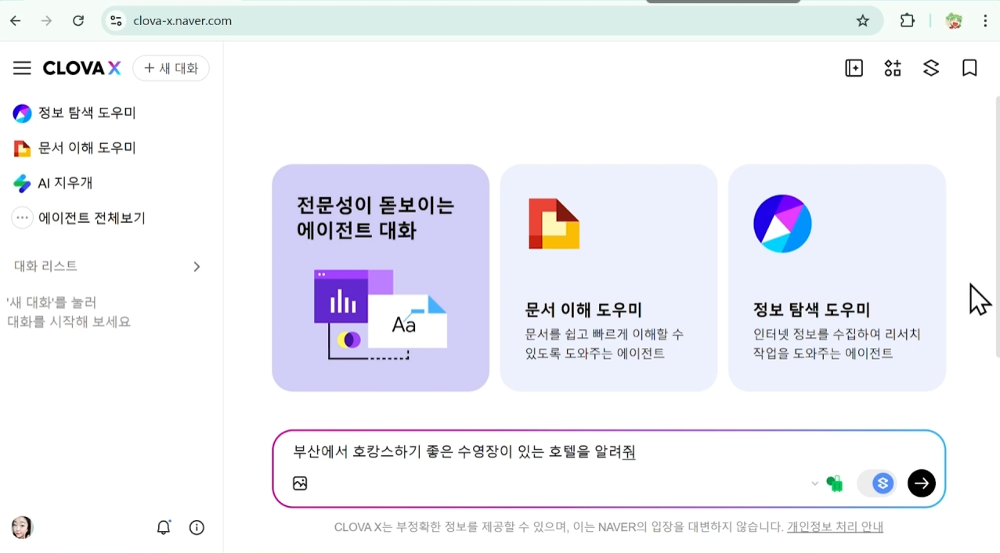 clova-x.naver.com
CLOVA X
+ 새 대화
정보 탐색 도우미
문서 이해 도우미
AI 지우개
에이전트 전체보기
대화 리스트
'새 대화'를 눌러
대화를 시작해 보세요
전문성이 돋보이는
에이전트 대화
Aa
문서 이해 도우미
문서를 쉽고 빠르게 이해할 수
있도록 도와주는 에이전트
정보 탐색 도우미
인터넷 정보를 수집하여 리서치
작업을 도와주는 에이전트
부산에서 호캉스하기 좋은 수영장이 있는 호텔을 알려줘
CLOVA X는 부정확한 정보를 제공할 수 있으며, 이는 NAVER의 입장을 대변하지 않습니다. 개인정보 처리 안내